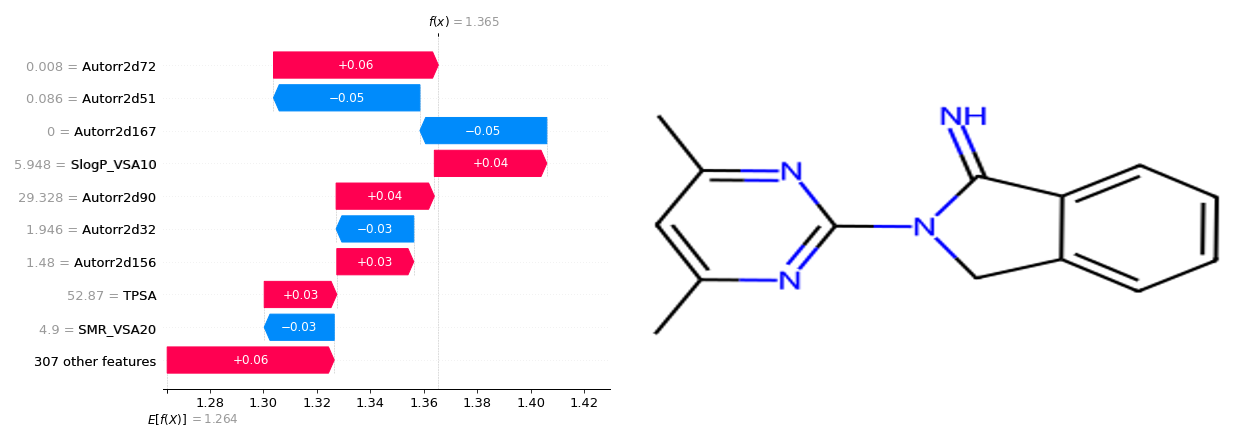 f(x) = 1.365
0.008 = Autorr2d72 +0.06
0.086 = Autorr2d51 −0.05
0 = Autorr2d167 −0.05
5.948 = SlogP_VSA10 +0.04
29.328 = Autorr2d90 +0.04
1.946 = Autorr2d32 −0.03
1.48 = Autorr2d156 +0.03
52.87 = TPSA +0.03
4.9 = SMR_VSA20 −0.03
307 other features +0.06
1.28 1.30 1.32 1.34 1.36 1.38 1.40 1.42
E[f(X)] = 1.264
NH
N
N
N